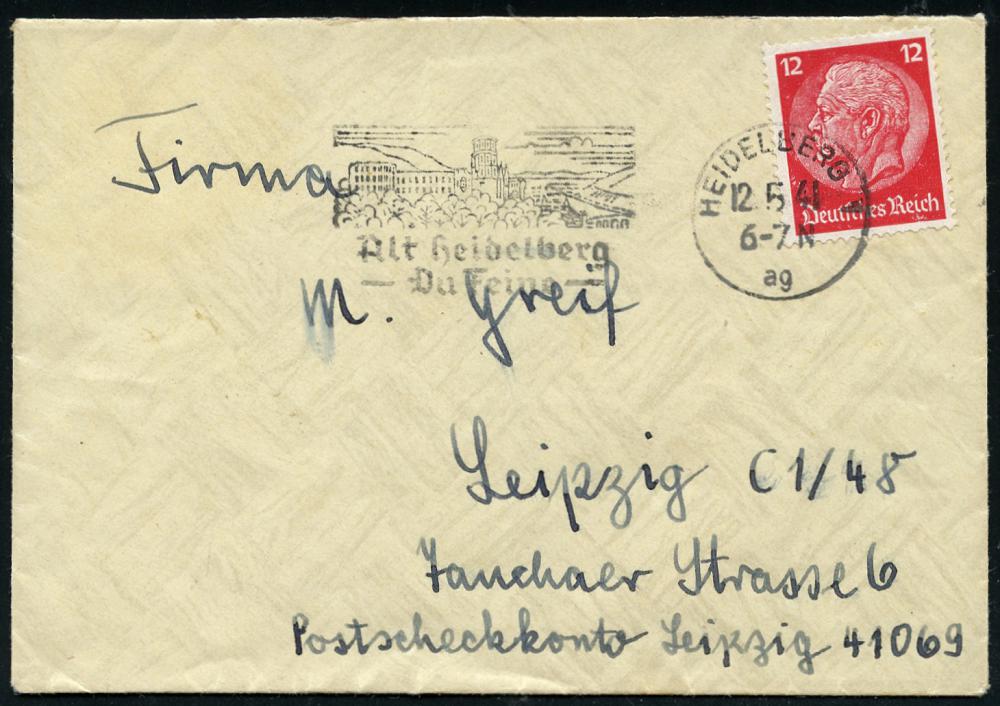 12 12
Deutsches Reich
HEIDELBERG
12.5.41
6-7 N
ag
Alt Heidelberg
— Du Feine —
Firma
M. Greif
Leipzig C1/48
Tauchaer Strasse 6
Postscheckkonto Leipzig 41069